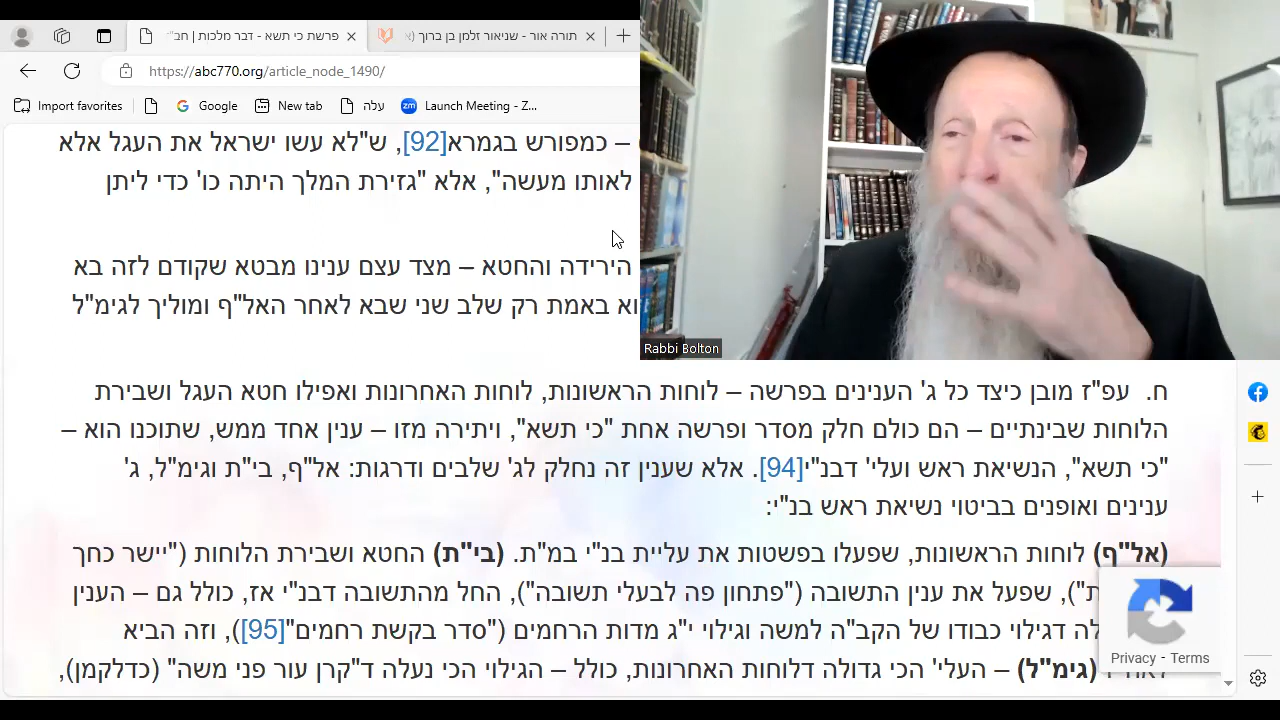 פרשת כי תשא - דבר מלכות | חב"
תורה אור - שניאור זלמן בן ברוך (א
https://abc770.org/article_node_1490/
Import favorites
Google
New tab
עלה
Launch Meeting - Z...
– כמפורש בגמרא[92], ש"לא עשו ישראל את העגל אלא
לאותו מעשה", אלא "גזירת המלך היתה כו' כדי ליתן
הירידה והחטא – מצד עצם ענינו מבטא שקודם לזה בא
וא באמת רק שלב שני שבא לאחר האל"ף ומוליך לגימ"ל
Rabbi Bolton
ח. עפ"ז מובן כיצד כל ג' הענינים בפרשה – לוחות הראשונות, לוחות האחרונות ואפילו חטא העגל ושבירת
הלוחות שבינתיים – הם כולם חלק מסדר ופרשה אחת "כי תשא", ויתירה מזו – ענין אחד ממש, שתוכנו הוא –
"כי תשא", הנשיאת ראש ועלי' דבנ"י[94]. אלא שענין זה נחלק לג' שלבים ודרגות: אל"ף, בי"ת וגימ"ל, ג'
ענינים ואופנים בביטוי נשיאת ראש בנ"י:
(אל"ף) לוחות הראשונות, שפעלו בפשטות את עליית בנ"י במ"ת. (בי"ת) החטא ושבירת הלוחות ("יישר כחך
ת"), שפעל את ענין התשובה ("פתחון פה לבעלי תשובה"), החל מהתשובה דבנ"י אז, כולל גם – הענין
לה דגילוי כבודו של הקב"ה למשה וגילוי י"ג מדות הרחמים ("סדר בקשת רחמים"[95]), וזה הביא
(גימ"ל) – העלי' הכי גדולה דלוחות האחרונות, כולל – הגילוי הכי נעלה ד"קרן עור פני משה" (כדלקמן),
Privacy - Terms